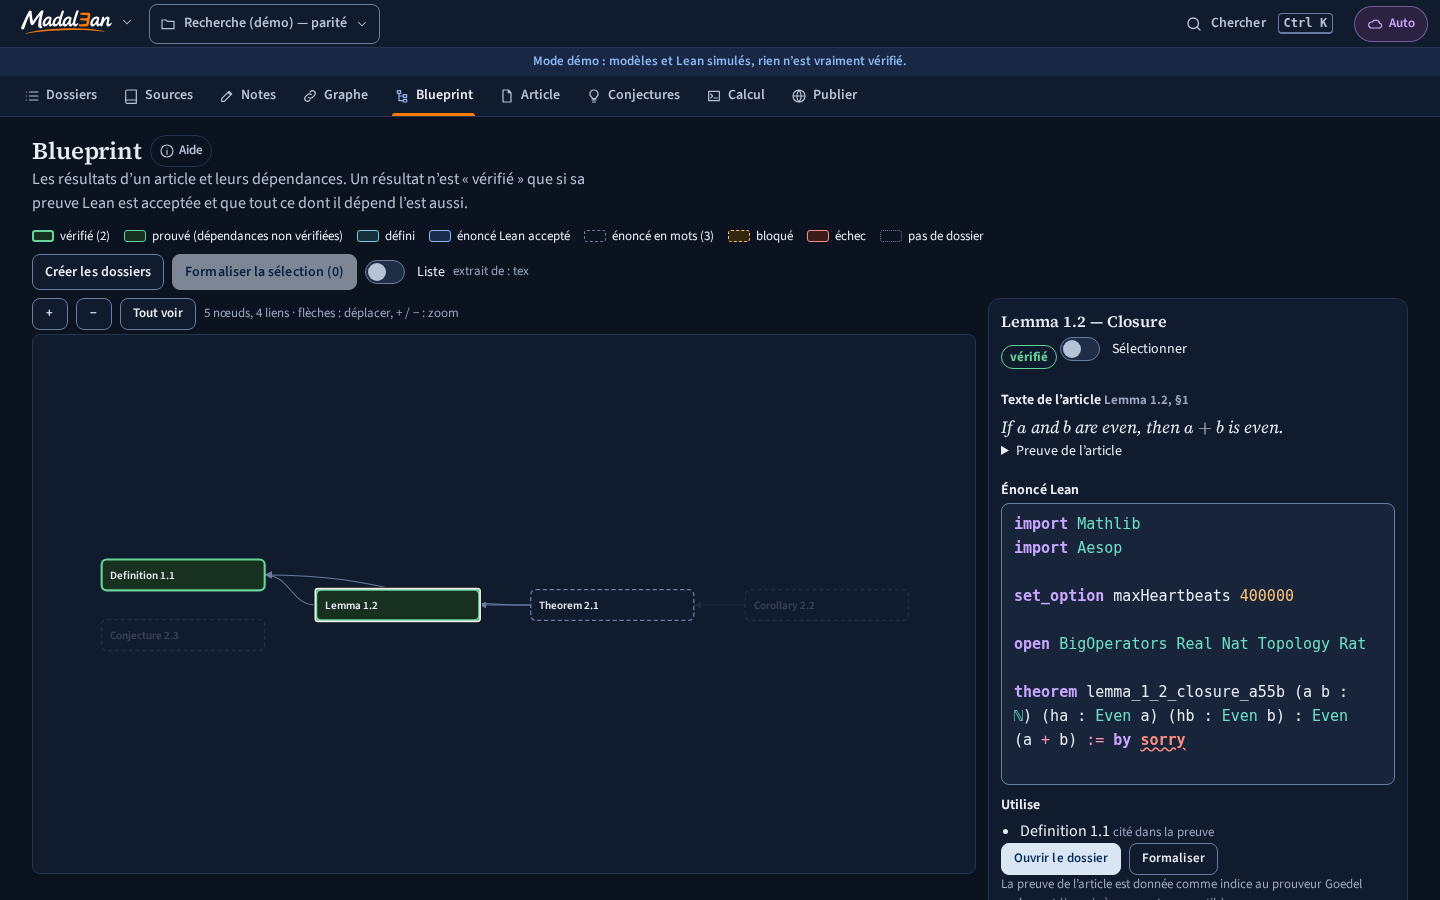 Madal3an
Recherche (démo) — parité
Chercher
Ctrl K
Auto
Mode démo : modèles et Lean simulés, rien n’est vraiment vérifié.
Dossiers
Sources
Notes
Graphe
Blueprint
Article
Conjectures
Calcul
Publier
Blueprint
Aide
Les résultats d’un article et leurs dépendances. Un résultat n’est « vérifié » que si sa
preuve Lean est acceptée et que tout ce dont il dépend l’est aussi.
vérifié (2)
prouvé (dépendances non vérifiées)
défini
énoncé Lean accepté
énoncé en mots (3)
bloqué
échec
pas de dossier
Créer les dossiers
Formaliser la sélection (0)
Liste
extrait de : tex
+
−
Tout voir
5 nœuds, 4 liens · flèches : déplacer, + / − : zoom
Definition 1.1
Lemma 1.2
Theorem 2.1
Corollary 2.2
Conjecture 2.3
Lemma 1.2 — Closure
vérifié
Sélectionner
Texte de l’article Lemma 1.2, §1
If a and b are even, then a + b is even.
Preuve de l’article
Énoncé Lean
import Mathlib
import Aesop
set_option maxHeartbeats 400000
open BigOperators Real Nat Topology Rat
theorem lemma_1_2_closure_a55b (a b :
ℕ) (ha : Even a) (hb : Even b) : Even
(a + b) := by sorry
Utilise
• Definition 1.1 cité dans la preuve
Ouvrir le dossier
Formaliser
La preuve de l’article est donnée comme indice au prouveur Goedel